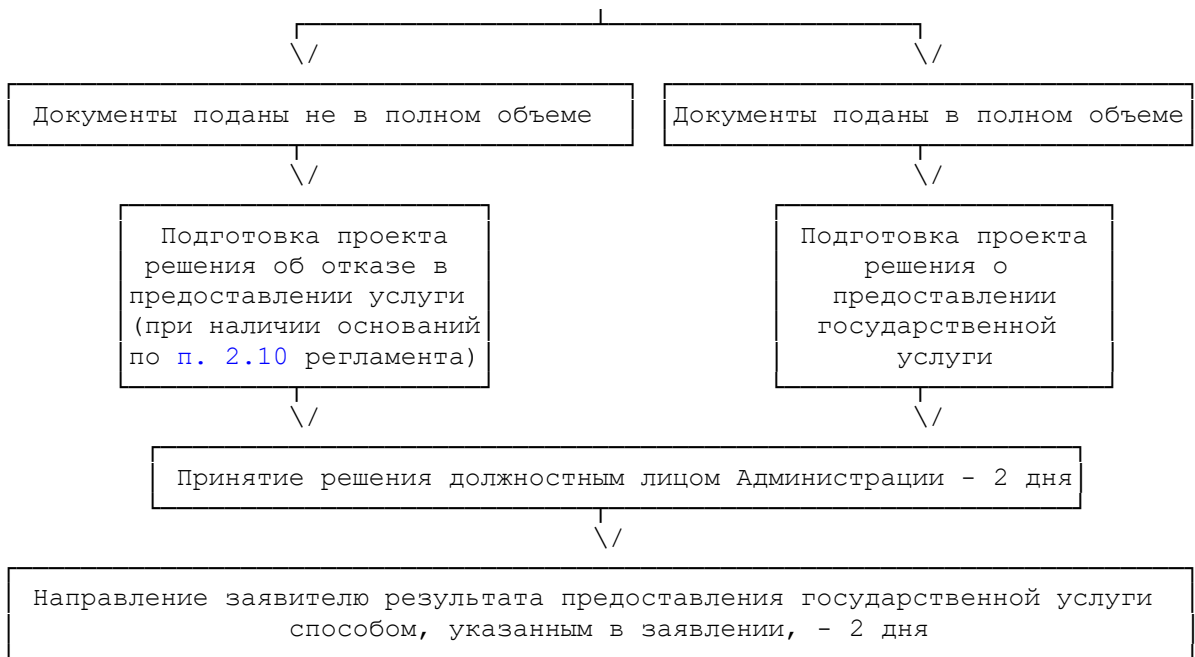 Документы поданы не в полном объеме
Документы поданы в полном объеме
Подготовка проекта
решения об отказе в
предоставлении услуги
(при наличии оснований
по п. 2.10 регламента)
Подготовка проекта
решения о
предоставлении
государственной
услуги
Принятие решения должностным лицом Администрации - 2 дня
Направление заявителю результата предоставления государственной услуги
способом, указанным в заявлении, - 2 дня